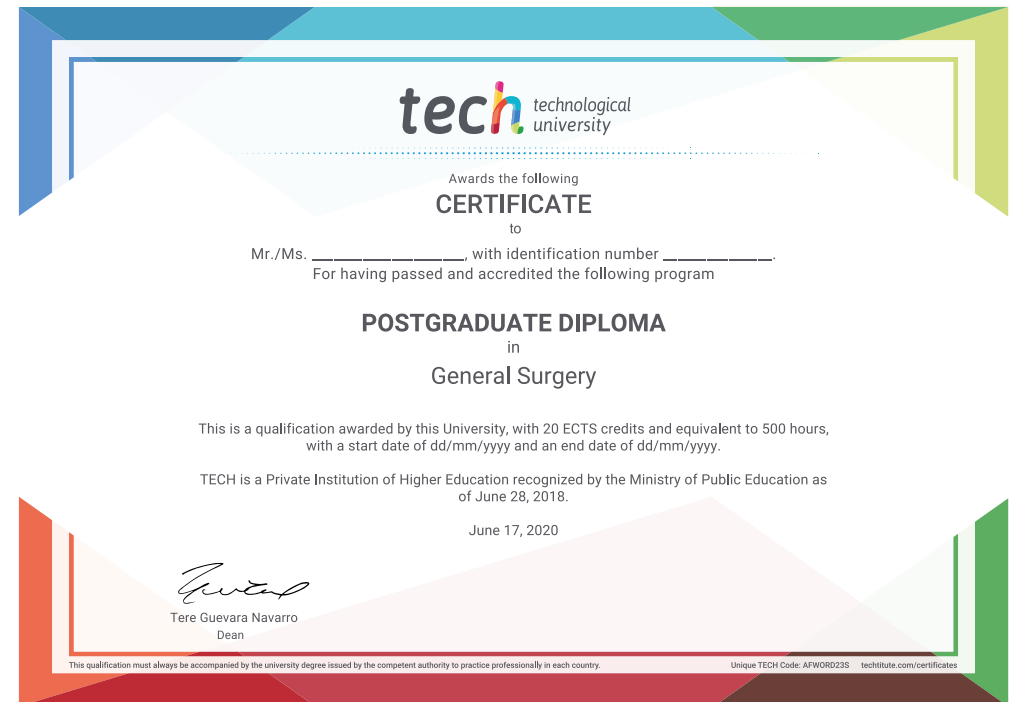 tech technological
university
Awards the following
CERTIFICATE
to
Mr./Ms. __________________, with identification number _____________.
For having passed and accredited the following program
POSTGRADUATE DIPLOMA
in
General Surgery
This is a qualification awarded by this University, with 20 ECTS credits and equivalent to 500 hours,
with a start date of dd/mm/yyyy and an end date of dd/mm/yyyy.
TECH is a Private Institution of Higher Education recognized by the Ministry of Public Education as
of June 28, 2018.
June 17, 2020
Tere Guevara Navarro
Dean
This qualification must always be accompanied by the university degree issued by the competent authority to practice professionally in each country. Unique TECH Code: AFWORD23S techtitute.com/certificates